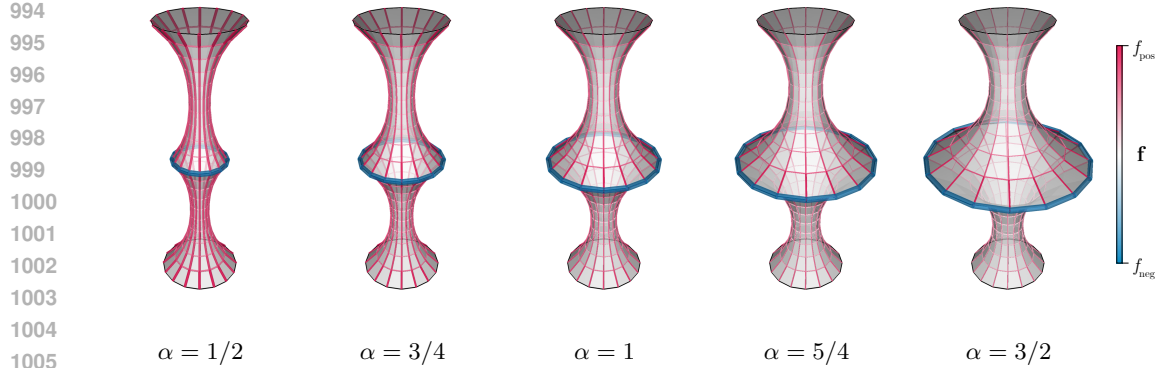 994
995
996
997
998
999
1000
1001
1002
1003
1004
1005
f_pos
f
f_neg
α = 1/2
α = 3/4
α = 1
α = 5/4
α = 3/2